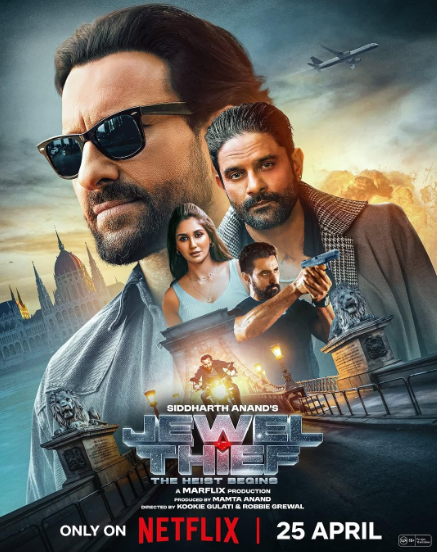 SIDDHARTH ANAND'S
JEWEL
THIEF
THE HEIST BEGINS
A MARFLIX PRODUCTION
PRODUCED BY MAMTA ANAND
DIRECTED BY KOOKIE GULATI & ROBBIE GREWAL
ONLY ON NETFLIX | 25 APRIL